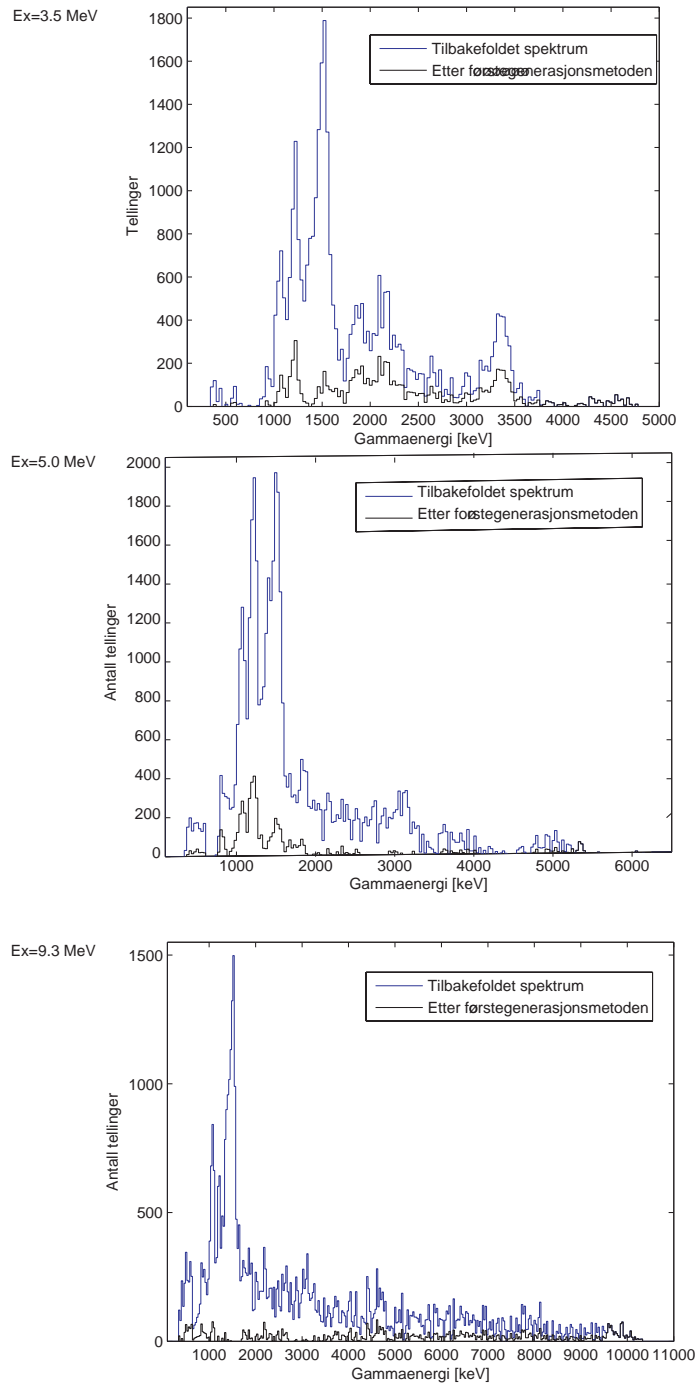 Ex=3.5 MeV
1800
1600
1400
1200
1000
800
600
400
200
0
Tellinger
Tilbakefoldet spektrum
500 1000 1500 2000 2500 3000 3500 4000 4500 5000
Gammaenergi [keV]
Ex=5.0 MeV
2000
1800
1600
1400
1200
1000
800
600
400
200
0
Antall tellinger
Tilbakefoldet spektrum
1000 2000 3000 4000 5000 6000
Gammaenergi [keV]
Ex=9.3 MeV
1500
1000
500
0
Antall tellinger
Tilbakefoldet spektrum
Etter førstegenerasjonsmetoden
1000 2000 3000 4000 5000 6000 7000 8000 9000 10000 11000
Gammaenergi [keV]